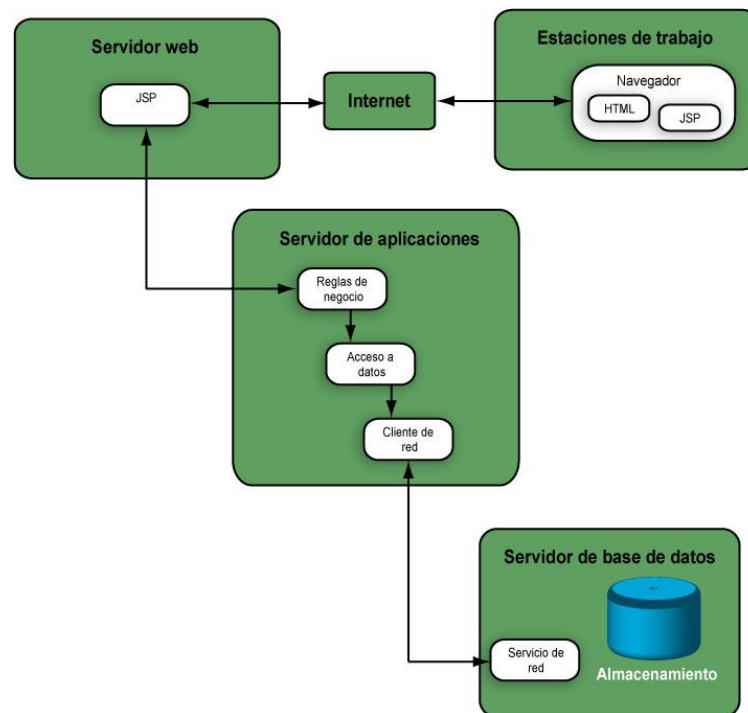 Servidor web
JSP
Internet
Estaciones de trabajo
Navegador
HTML
JSP
Servidor de aplicaciones
Reglas de
negocio
Acceso a
datos
Cliente de
red
Servidor de base de datos
Servicio de
red
Almacenamiento